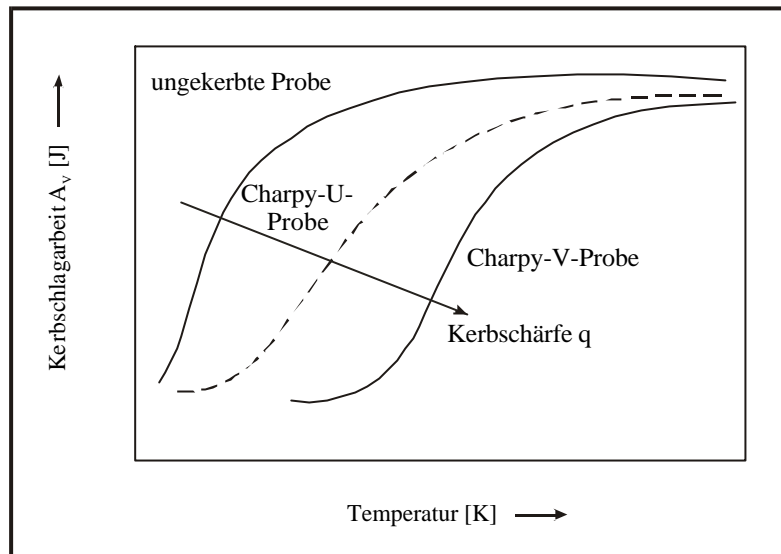 ungekerbte Probe
Kerbschlagarbeit A_v [J]
Charpy-U-
Probe
Charpy-V-Probe
Kerbschärfe q
Temperatur [K]